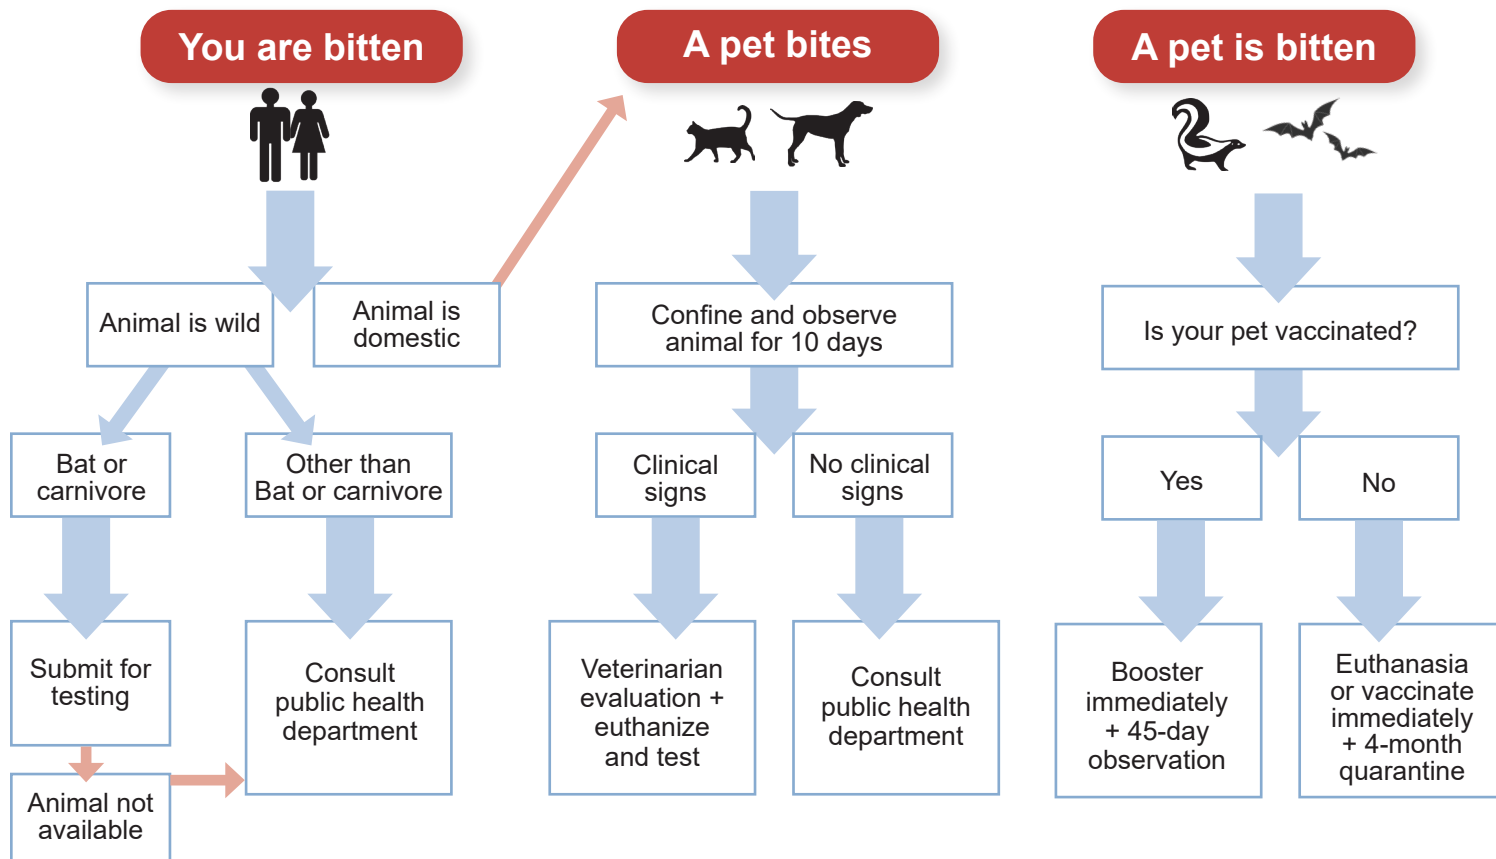 You are bitten
A pet bites
A pet is bitten
Animal is wild
Animal is
domestic
Confine and observe
animal for 10 days
Is your pet vaccinated?
Bat or
carnivore
Other than
Bat or carnivore
Clinical
signs
No clinical
signs
Yes
No
Submit for
testing
Consult
public health
department
Veterinarian
evaluation +
euthanize
and test
Consult
public health
department
Booster
immediately
+ 45-day
observation
Euthanasia
or vaccinate
immediately
+ 4-month
quarantine
Animal not
available